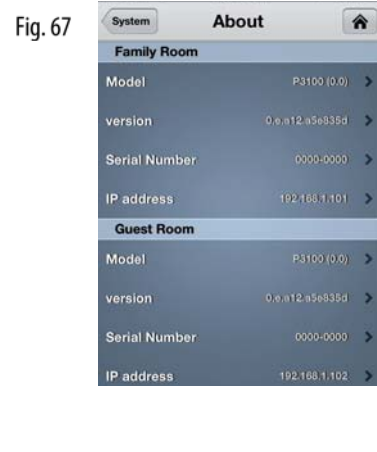 Fig. 67
System About
Family Room
Model P3100 (0.0)
version 0.e.a12.a5e835d
Serial Number 0000-0000
IP address 192.168.1.101
Guest Room
Model P3100 (0.0)
version 0.e.a12.a5e835d
Serial Number 0000-0000
IP address 192.168.1.102